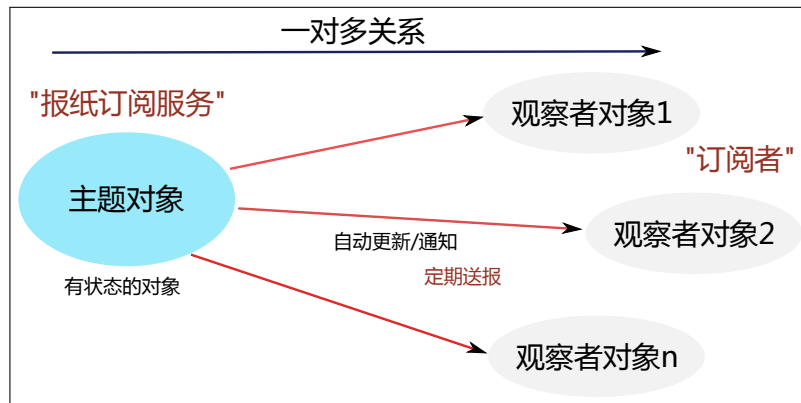 一对多关系
"报纸订阅服务"
观察者对象1
"订阅者"
主题对象
观察者对象2
自动更新/通知
有状态的对象
定期送报
观察者对象n